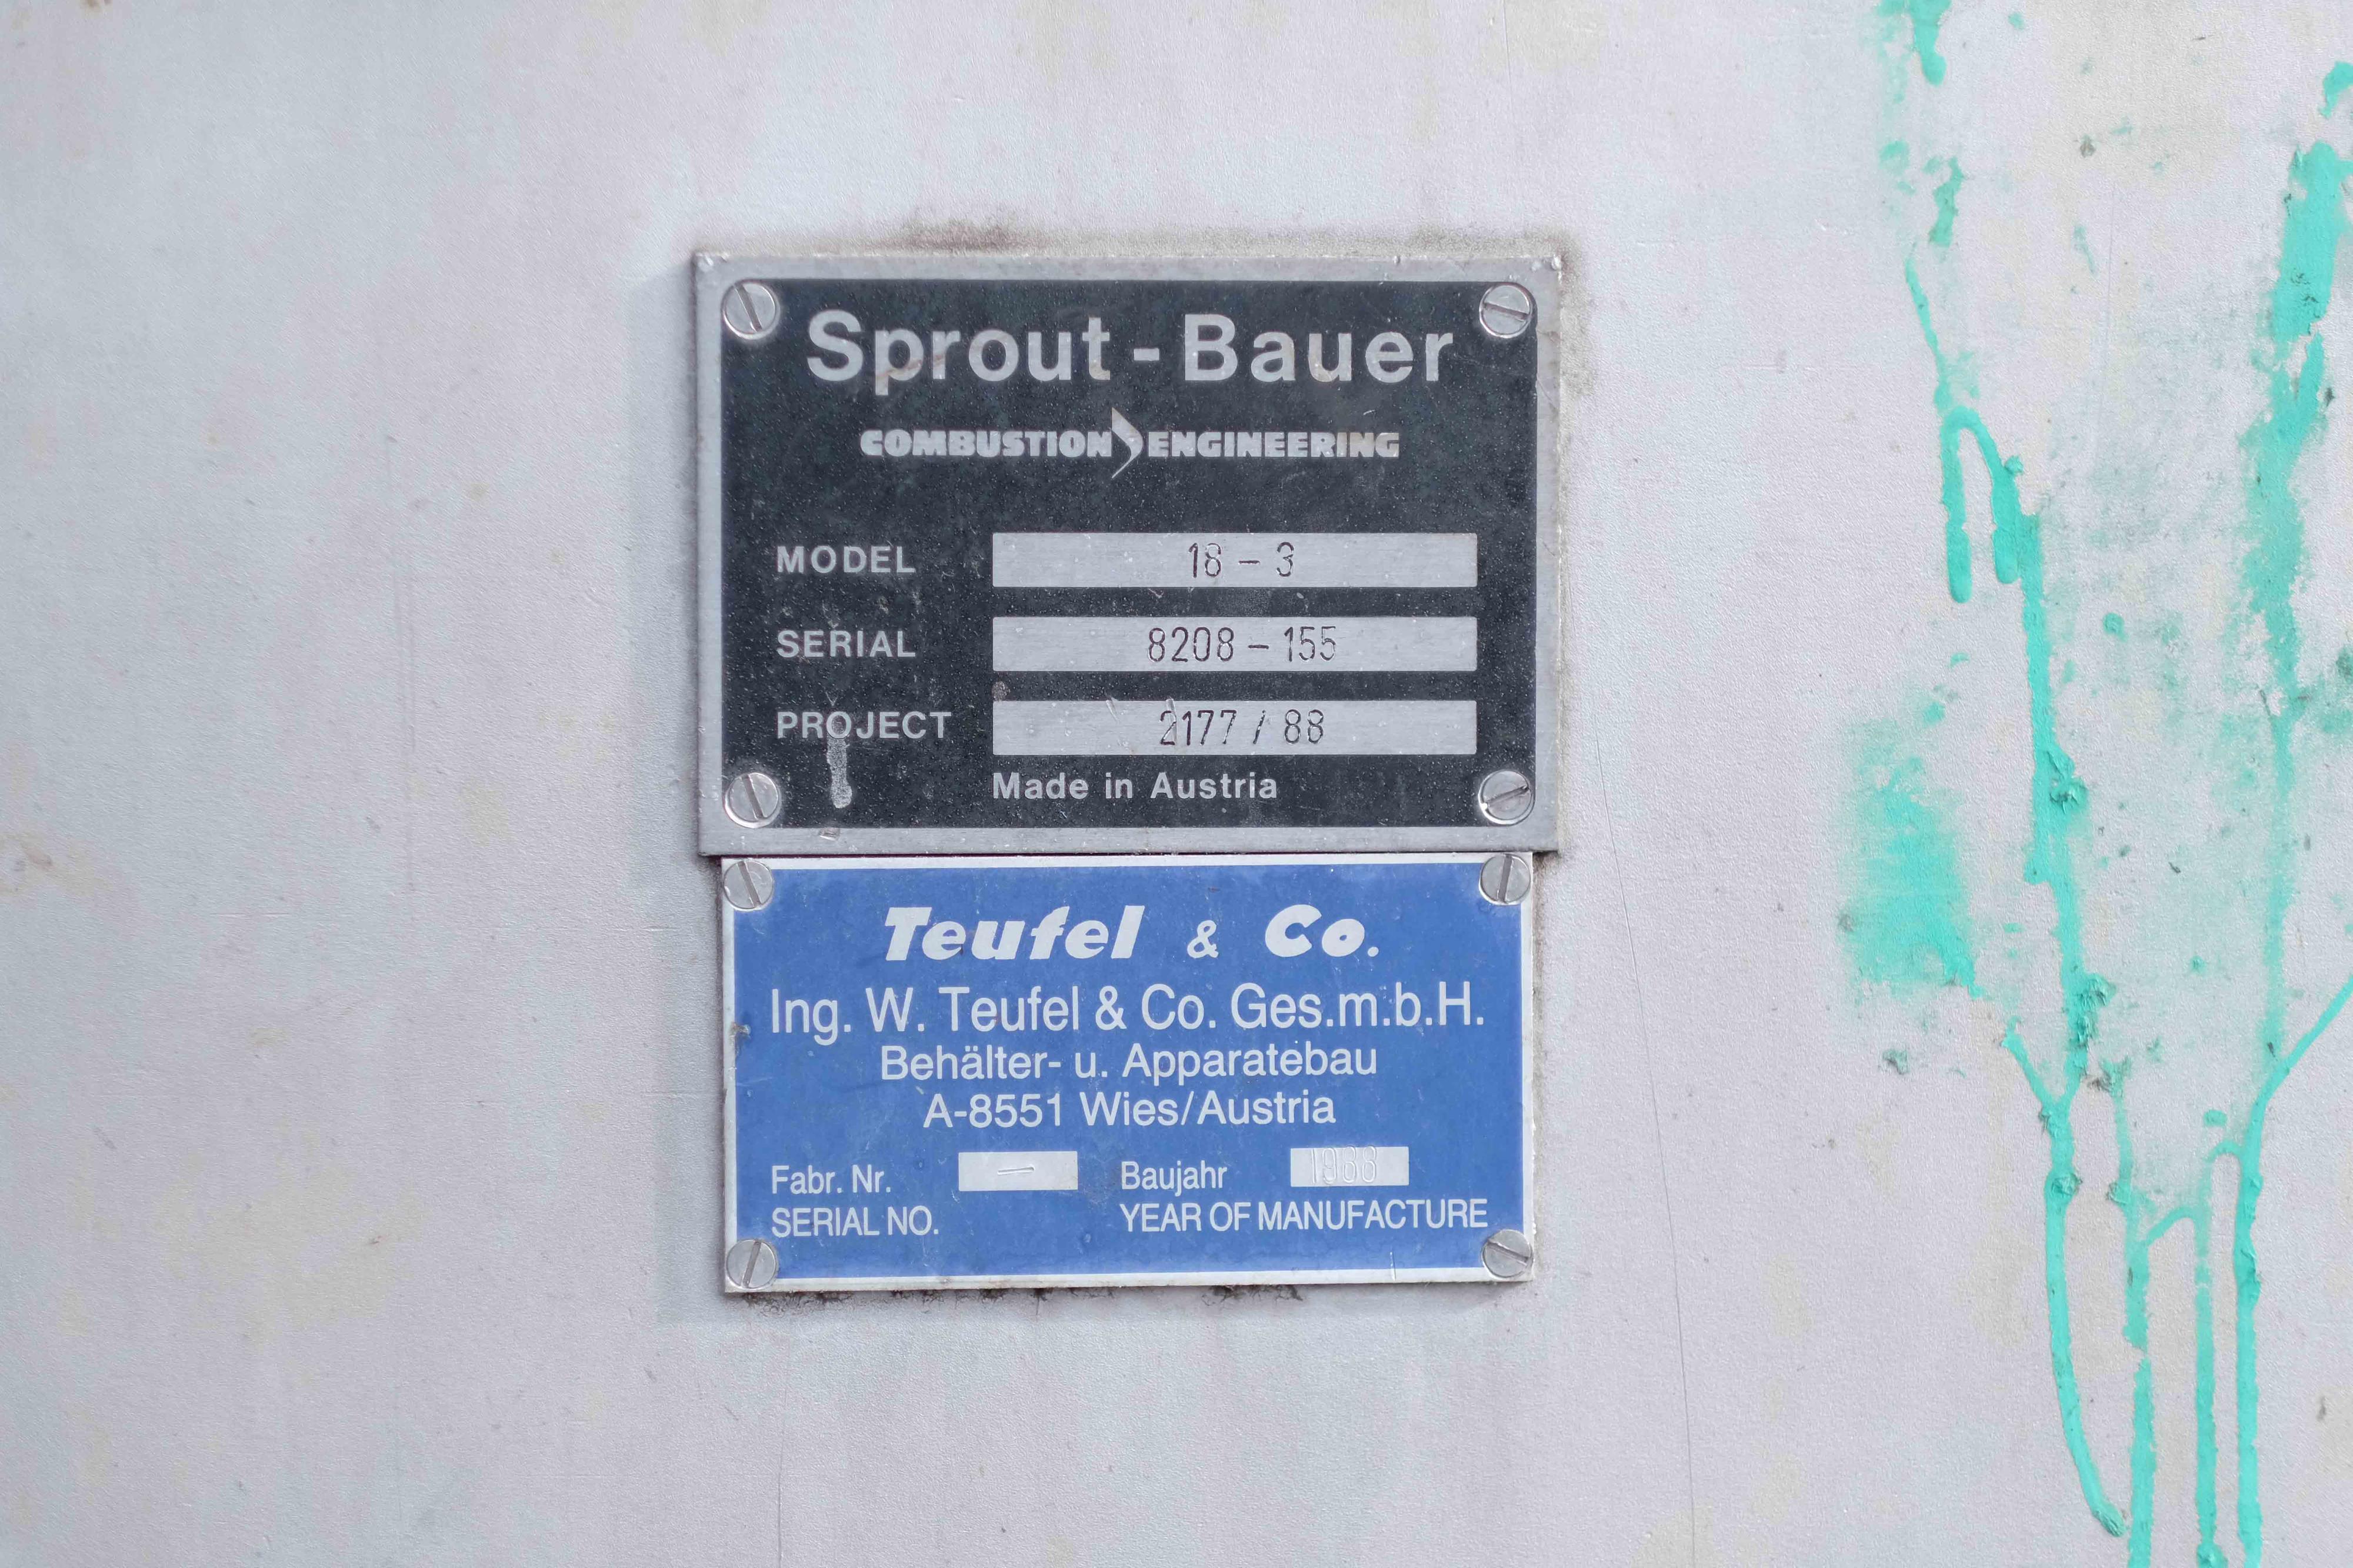 Sprout-Bauer
COMBUSTION ENGINEERING
MODEL 18-3
SERIAL 8208-155
PROJECT 2177/88
Made in Austria
Teufel & Co.
Ing. W. Teufel & Co. Ges.m.b.H.
Behälter- u. Apparatebau
A-8551 Wies/Austria
Fabr. Nr. — Baujahr 1988
SERIAL NO. YEAR OF MANUFACTURE